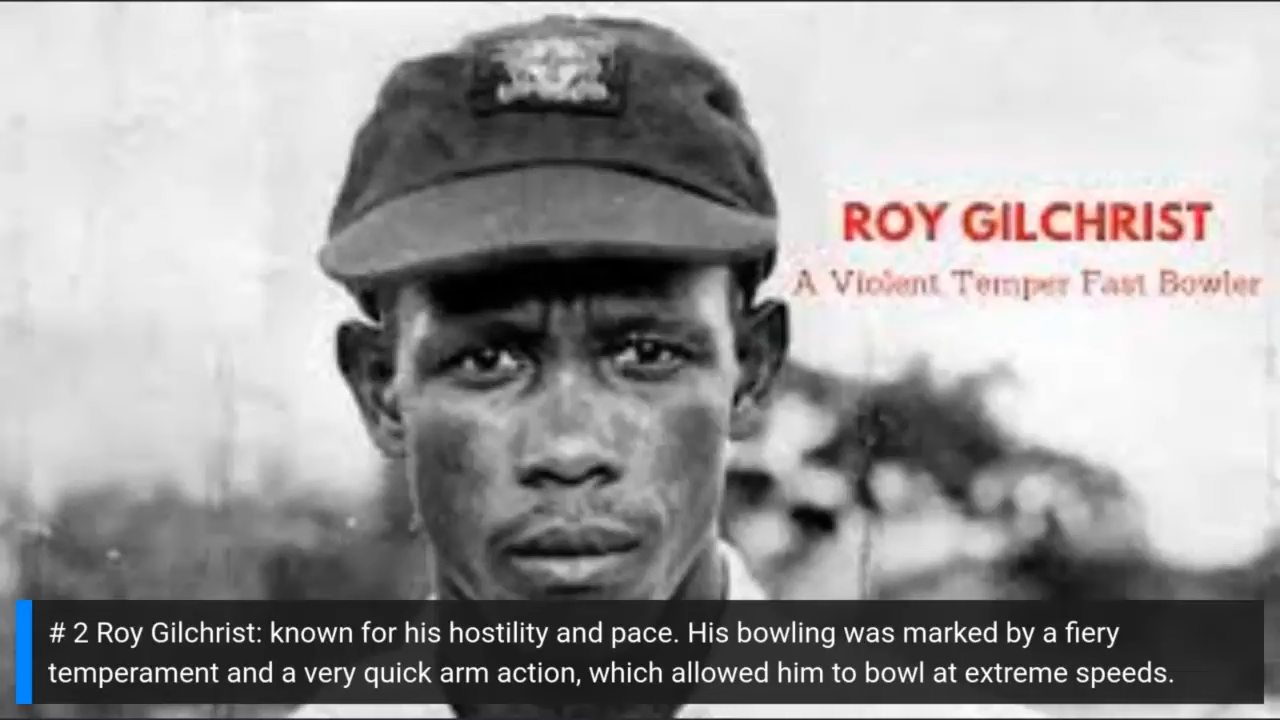 ROY GILCHRIST
A Violent Temper Fast Bowler
# 2 Roy Gilchrist: known for his hostility and pace. His bowling was marked by a fiery
temperament and a very quick arm action, which allowed him to bowl at extreme speeds.